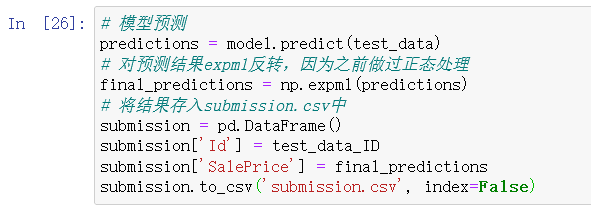 In [26]: # 模型预测
predictions = model.predict(test_data)
# 对预测结果expm1反转，因为之前做过正态处理
final_predictions = np.expm1(predictions)
# 将结果存入submission.csv中
submission = pd.DataFrame()
submission['Id'] = test_data_ID
submission['SalePrice'] = final_predictions
submission.to_csv('submission.csv', index=False)